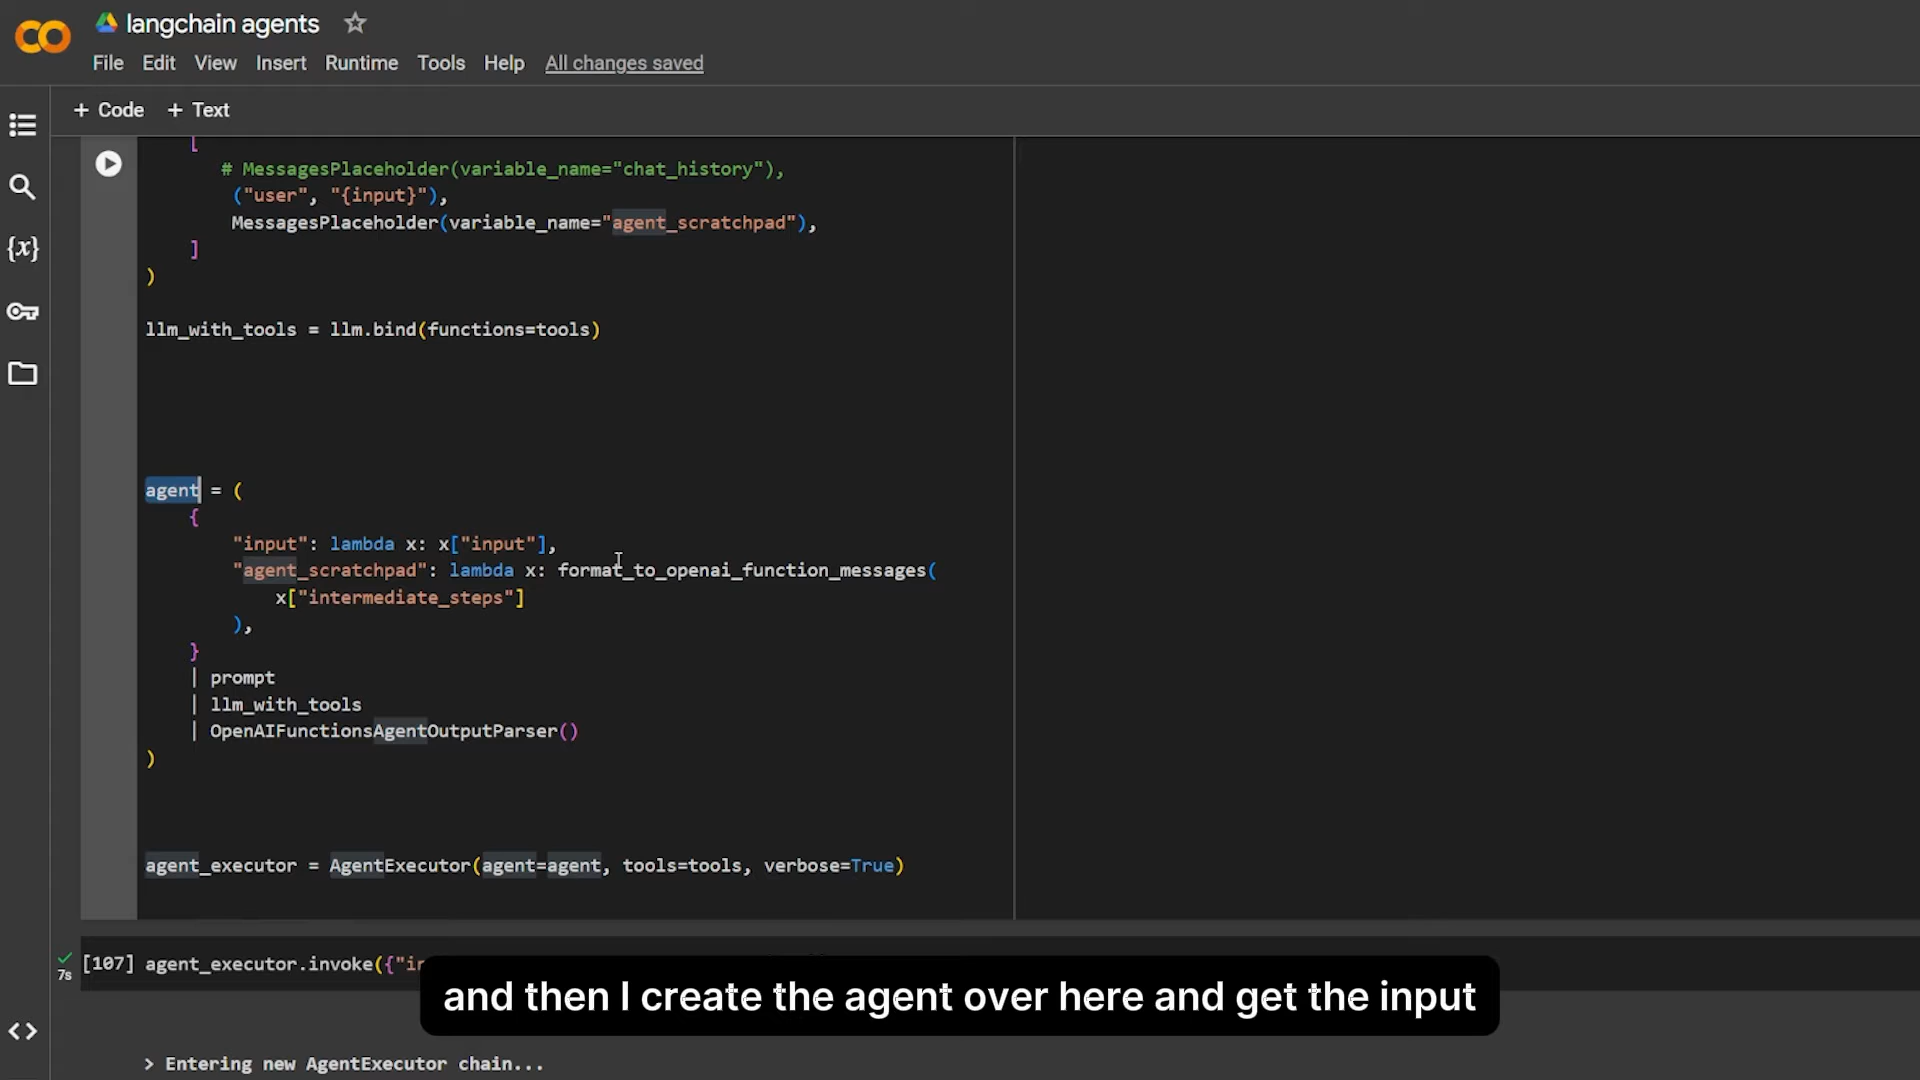 langchain agents
File Edit View Insert Runtime Tools Help All changes saved
+ Code + Text
[
# MessagesPlaceholder(variable_name="chat_history"),
("user", "{input}"),
MessagesPlaceholder(variable_name="agent_scratchpad"),
]
)
llm_with_tools = llm.bind(functions=tools)
agent = (
{
"input": lambda x: x["input"],
"agent_scratchpad": lambda x: format_to_openai_function_messages(
x["intermediate_steps"]
),
}
| prompt
| llm_with_tools
| OpenAIFunctionsAgentOutputParser()
)
agent_executor = AgentExecutor(agent=agent, tools=tools, verbose=True)
7s [107] agent_executor.invoke({"in
and then I create the agent over here and get the input
> Entering new AgentExecutor chain...